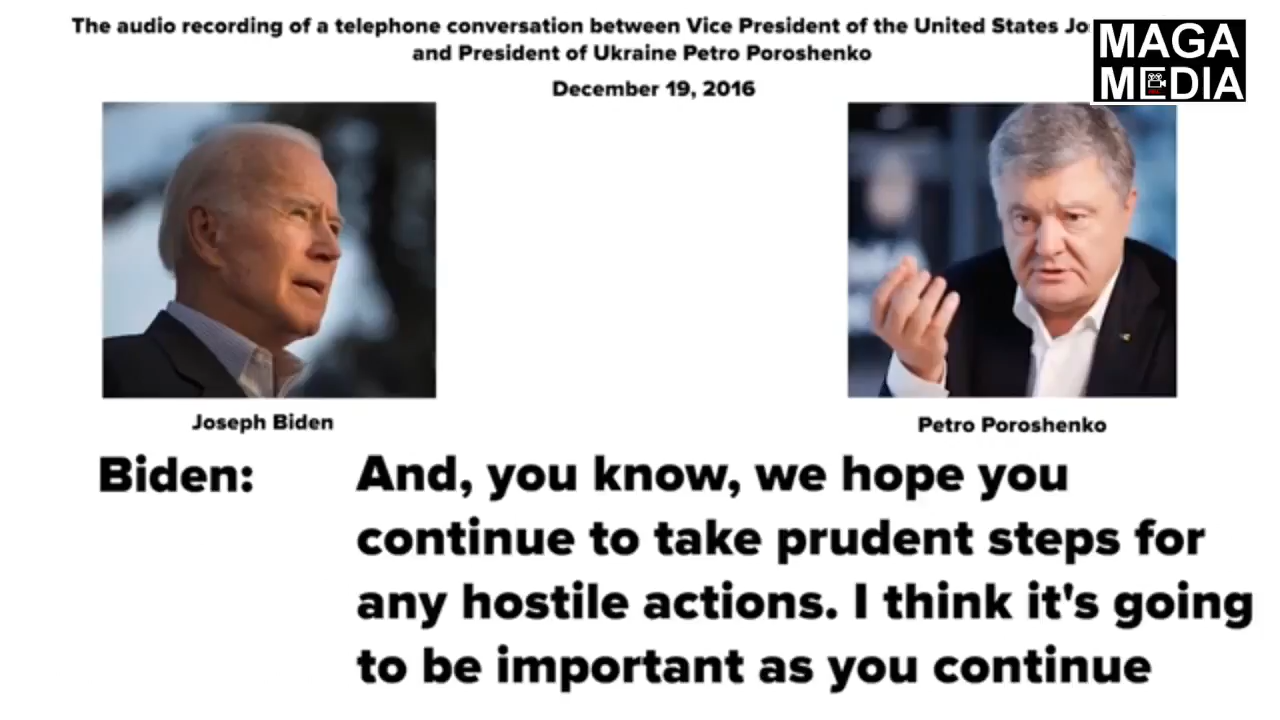 The audio recording of a telephone conversation between Vice President of the United States
and President of Ukraine Petro Poroshenko
December 19, 2016
MAGA
MEDIA
Joseph Biden
Petro Poroshenko
Biden:
And, you know, we hope you
continue to take prudent steps for
any hostile actions. I think it's going
to be important as you continue